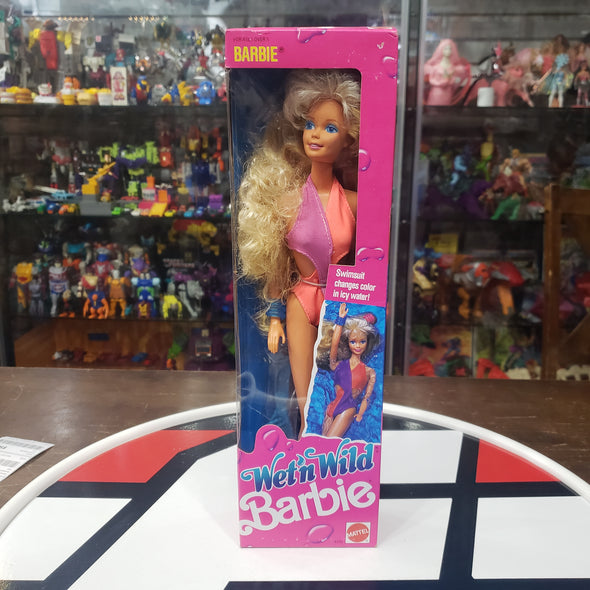 BARBIE®
Swimsuit
changes color
in icy water!
Wet'n Wild
Barbie
MATTEL